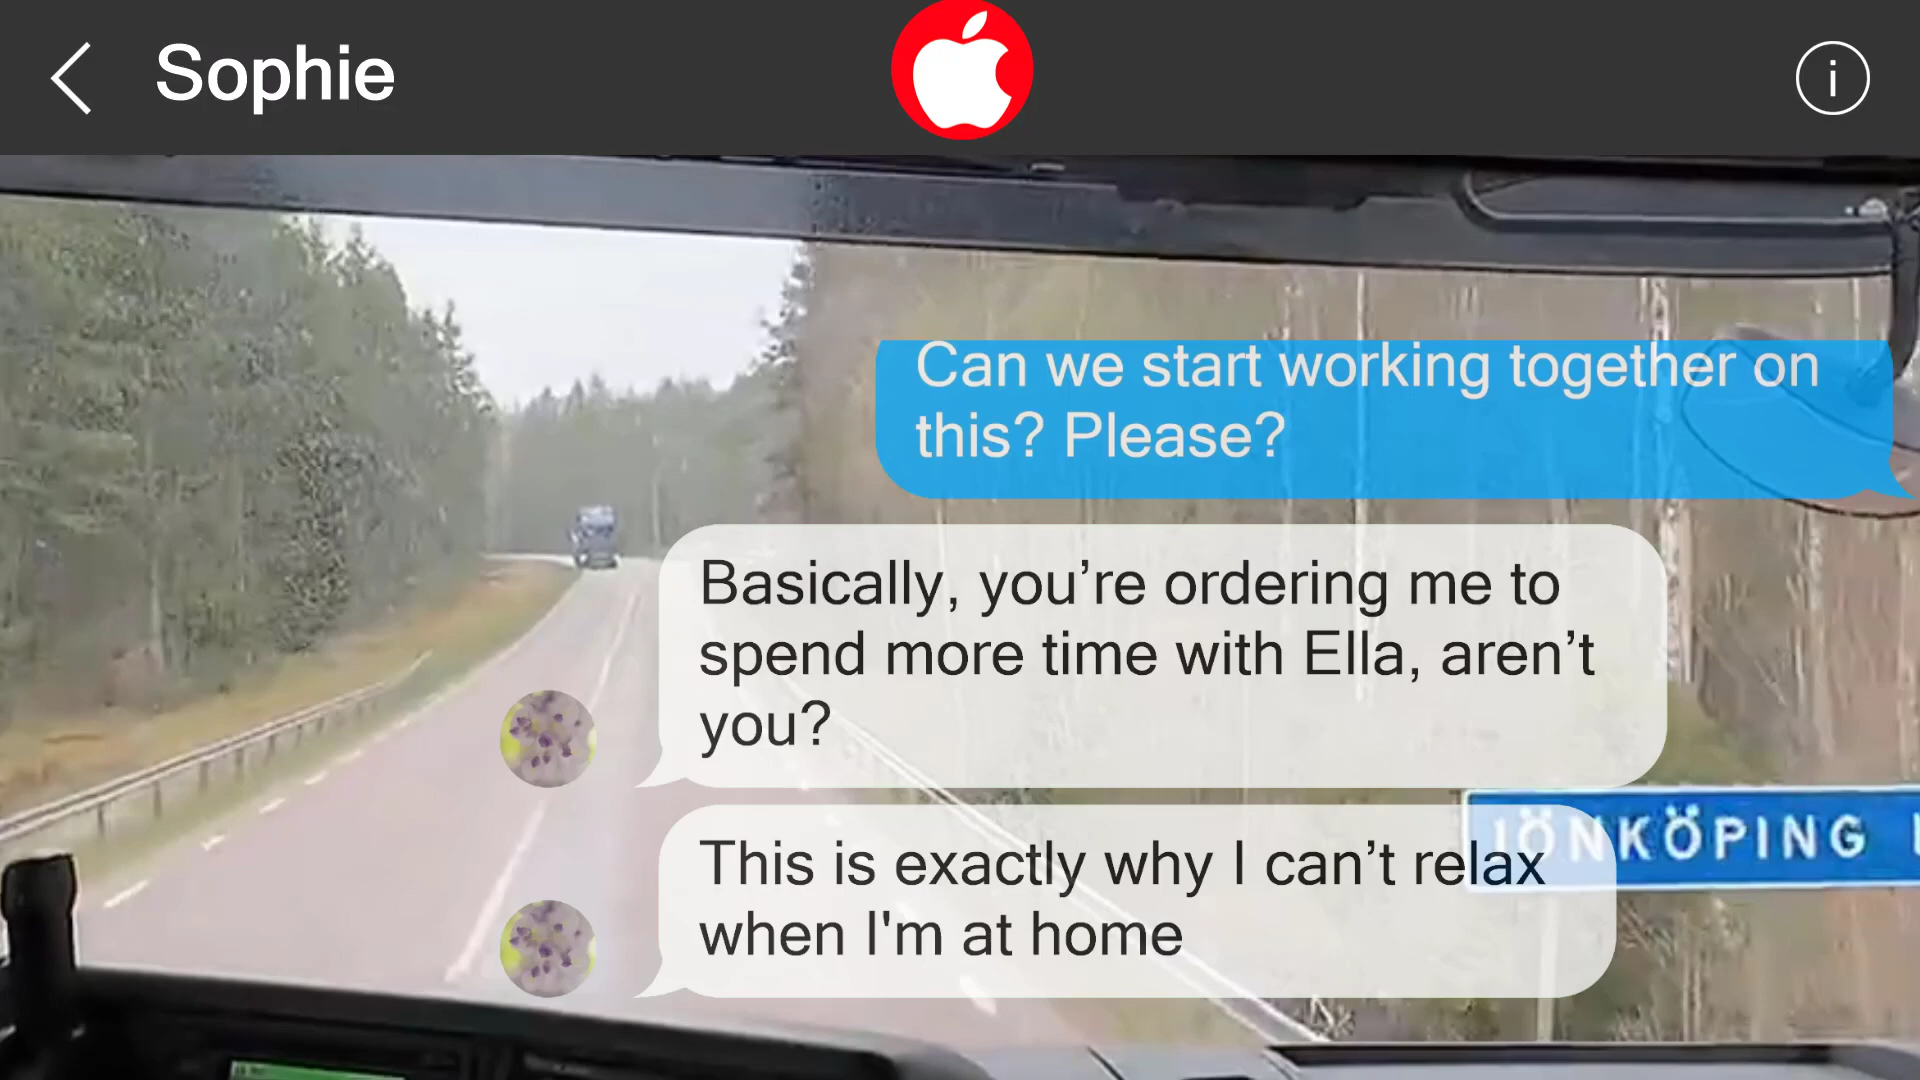 Sophie
i
Can we start working together on
this? Please?
Basically, you’re ordering me to
spend more time with Ella, aren’t
you?
This is exactly why I can’t relax
when I'm at home
JÖNKÖPING